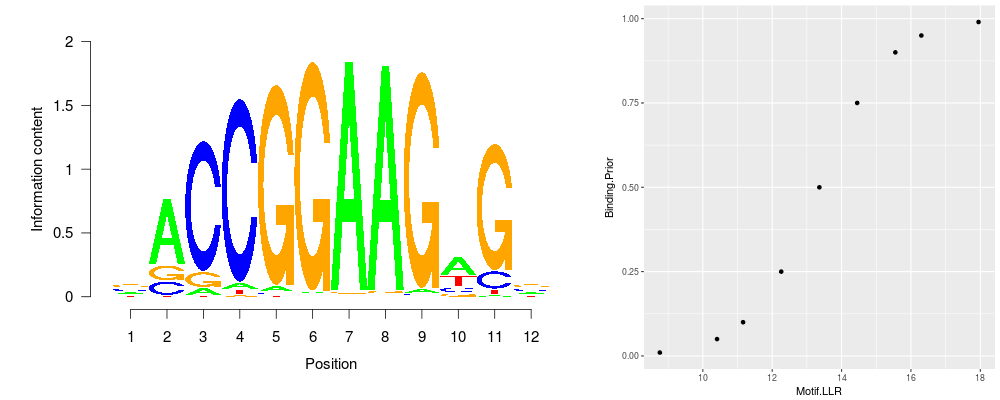 Information content
2
1.5
1
0.5
0
A
G
C
C
G
A
C
A
T
G
A
G
A
A
G
A
T
C
G
C
1 2 3 4 5 6 7 8 9 10 11 12
Position
Binding.Prior
1.00
0.75
0.50
0.25
0.00
10 12 14 16 18
Motif.LLR